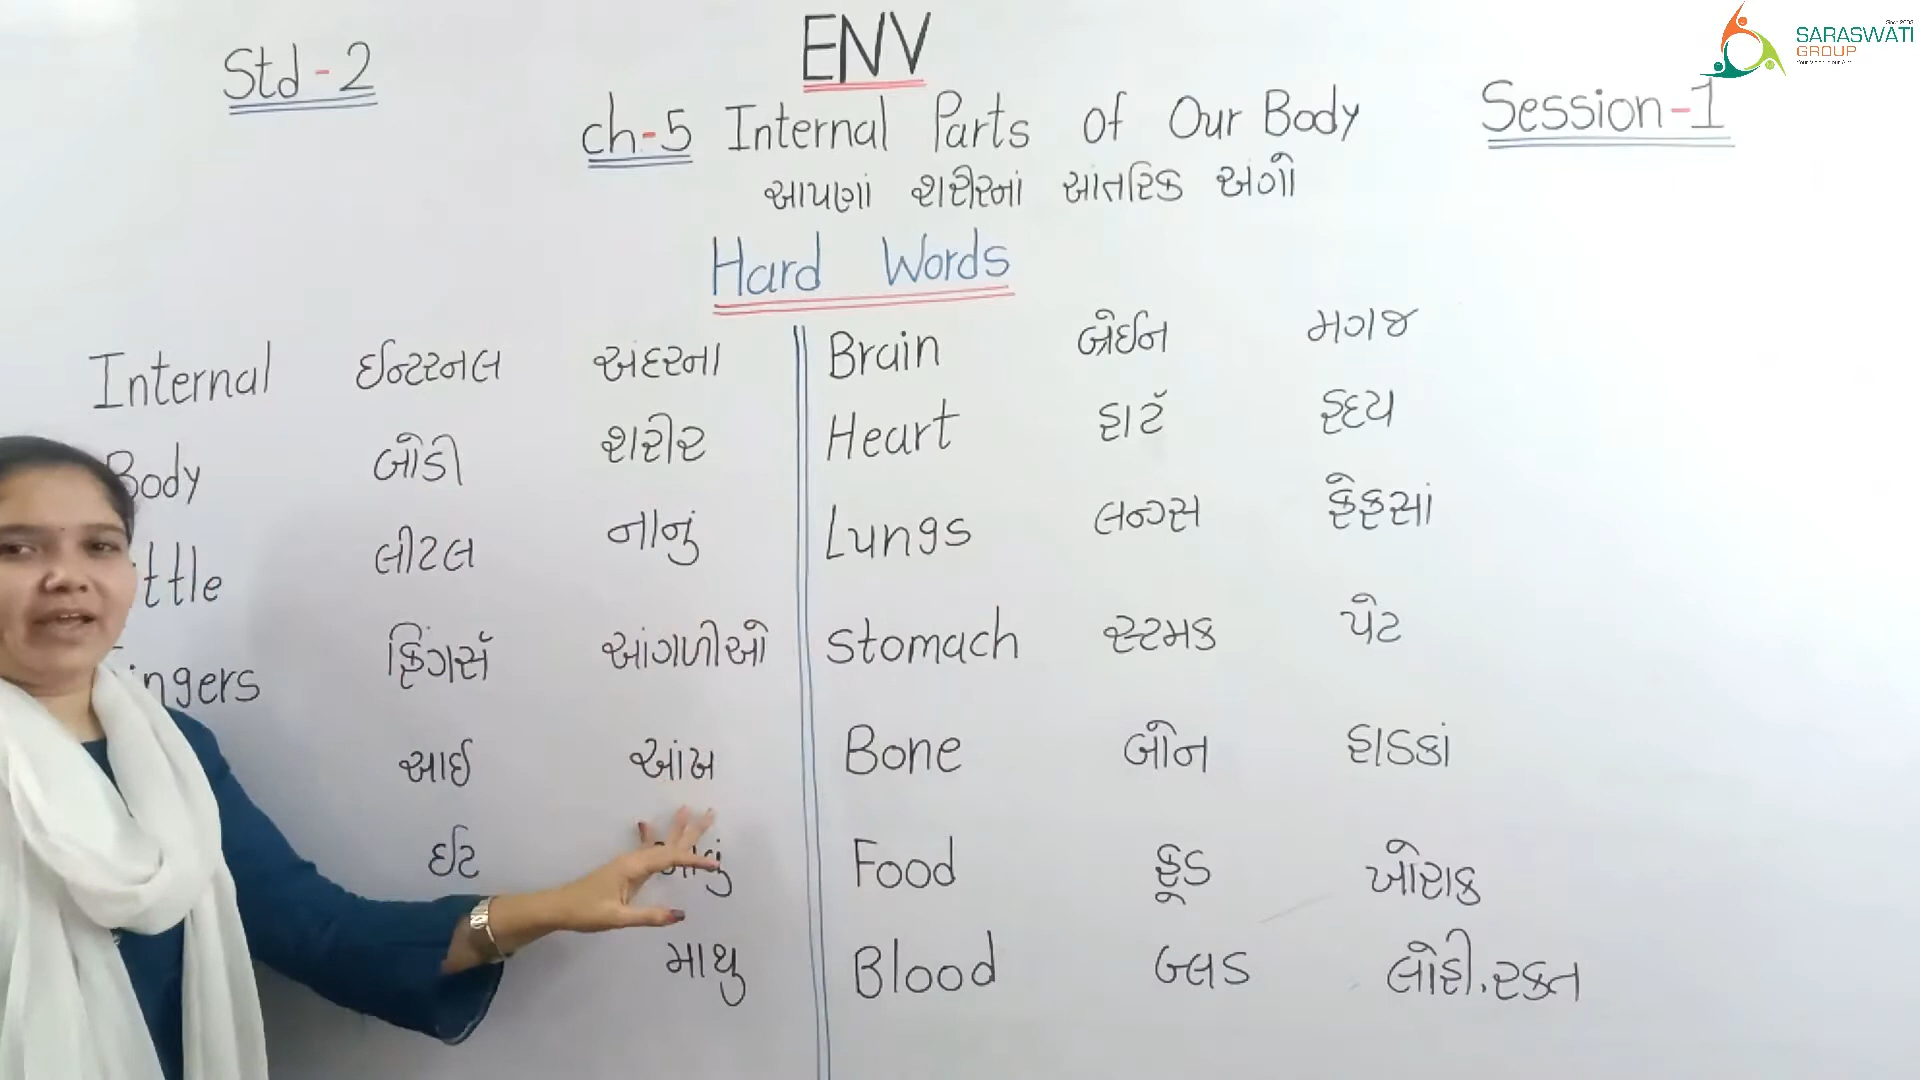 SARASWATI
GROUP
Std-2
ENV
Session-1
ch-5 Internal Parts of Our Body
આપણાં શરીરનાં આંતરિક અંગો
Hard Words
Internal ઈન્ટરનલ અંદરના
Body બોડી શરીર
ttle લીટલ નાનું
ingers ફિંગર્સ આંગળીઓ
આઈ આંખ
ઈટ
માથુ
Brain બ્રેઈન મગજ
Heart હાર્ટ હૃદય
Lungs લન્ગ્સ ફેફસાં
Stomach સ્ટમક પેટ
Bone બોન હાડકાં
Food ફૂડ ખોરાક
Blood બ્લડ લોહી.રક્ત